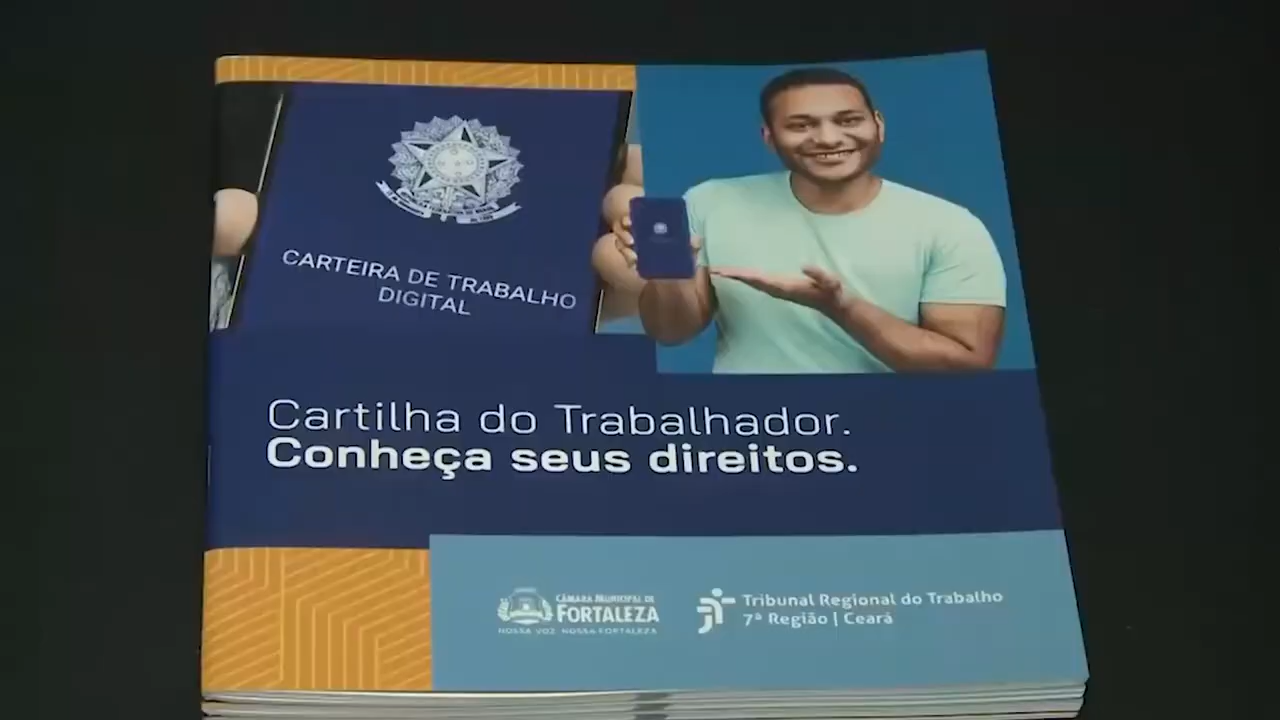 CARTEIRA DE TRABALHO
DIGITAL
Cartilha do Trabalhador.
Conheça seus direitos.
CÂMARA MUNICIPAL DE
FORTALEZA
NOSSA VOZ. NOSSA FORTALEZA
Tribunal Regional do Trabalho
7ª Região | Ceará